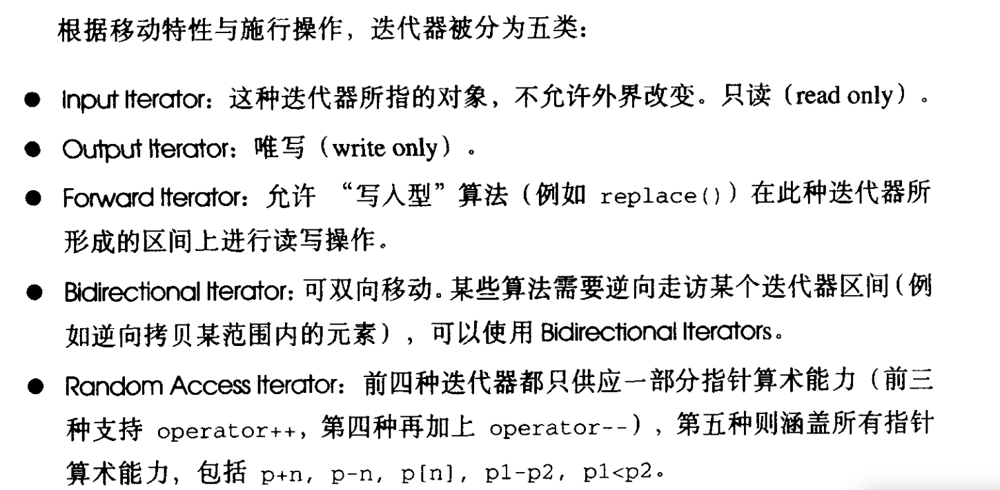 根据移动特性与施行操作，迭代器被分为五类：
● Input Iterator：这种迭代器所指的对象，不允许外界改变。只读（read only）。
● Output Iterator：唯写（write only）。
● Forward Iterator：允许 “写入型”算法（例如 replace()）在此种迭代器所
形成的区间上进行读写操作。
● Bidirectional Iterator：可双向移动。某些算法需要逆向走访某个迭代器区间（例
如逆向拷贝某范围内的元素），可以使用 Bidirectional Iterators。
● Random Access Iterator：前四种迭代器都只供应一部分指针算术能力（前三
种支持 operator++，第四种再加上 operator--），第五种则涵盖所有指针
算术能力，包括 p+n, p-n, p[n], p1-p2, p1<p2。